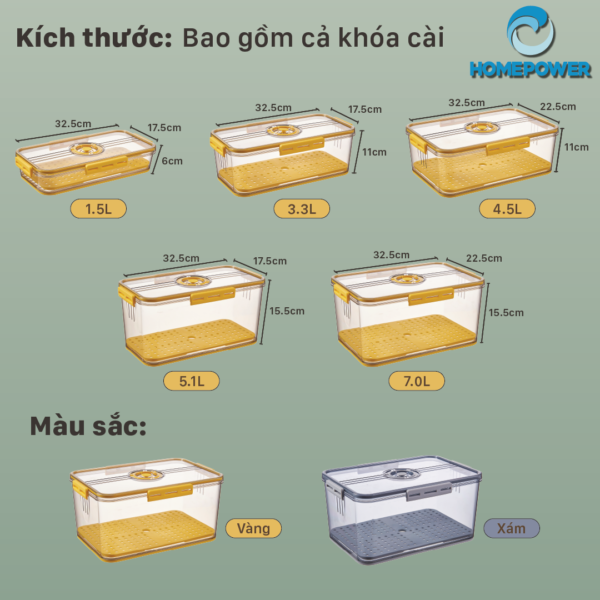 Kích thước: Bao gồm cả khóa cài
HOMEPOWER
32.5cm
17.5cm
6cm
1.5L
32.5cm
17.5cm
11cm
3.3L
32.5cm
22.5cm
11cm
4.5L
32.5cm
17.5cm
15.5cm
5.1L
32.5cm
22.5cm
15.5cm
7.0L
Màu sắc:
Vàng
Xám